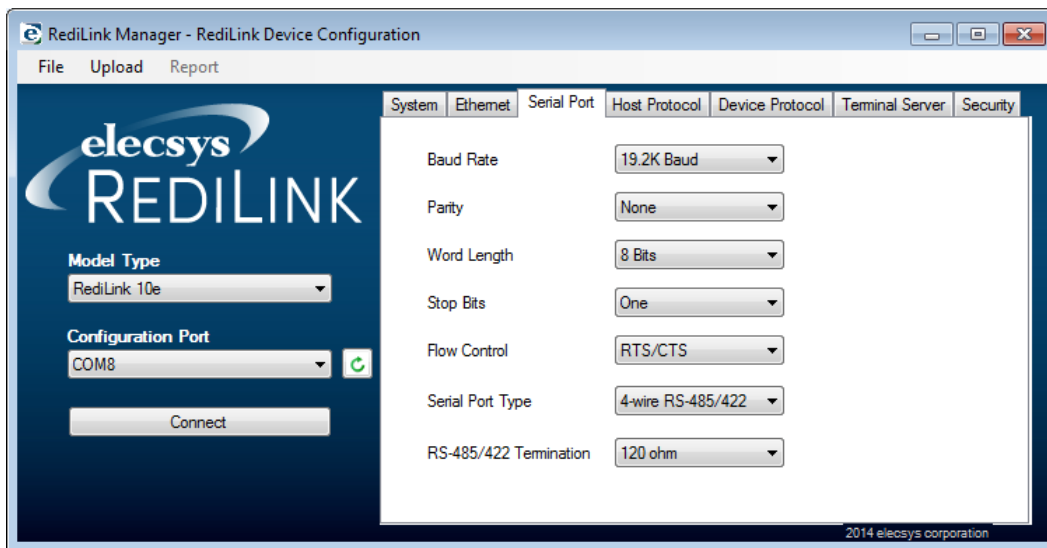 RediLink Manager - RediLink Device Configuration
File Upload Report
elecsys
REDILINK
Model Type
RediLink 10e
Configuration Port
COM8
Connect
System Ethernet Serial Port Host Protocol Device Protocol Terminal Server Security
Baud Rate 19.2K Baud
Parity None
Word Length 8 Bits
Stop Bits One
Flow Control RTS/CTS
Serial Port Type 4-wire RS-485/422
RS-485/422 Termination 120 ohm
2014 elecsys corporation